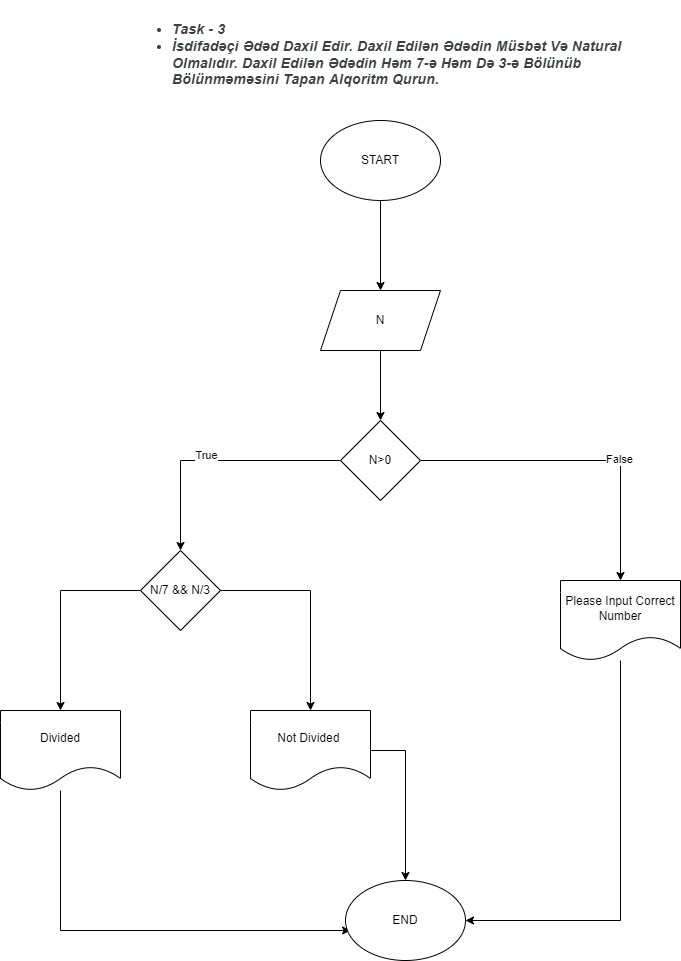 Task - 3
İsdifadəçi Ədəd Daxil Edir. Daxil Edilən Ədədin Müsbət Və Natural
Olmalıdır. Daxil Edilən Ədədin Həm 7-ə Həm Də 3-ə Bölünüb
Bölünməməsini Tapan Alqoritm Qurun.
START
N
N>0
True
False
N/7 && N/3
Please Input Correct
Number
Divided
Not Divided
END